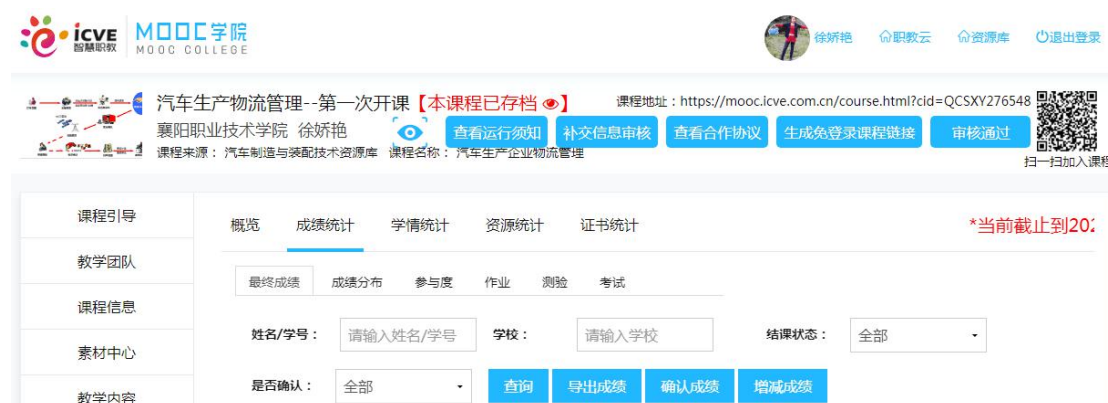 icve 智慧职教 MOOC学院 MOOC COLLEGE
徐娇艳 职教云 资源库 退出登录
汽车生产物流管理--第一次开课【本课程已存档】 课程地址：https://mooc.icve.com.cn/course.html?cid=QCSXY276548
襄阳职业技术学院 徐娇艳 查看运行须知 补交信息审核 查看合作协议 生成免登录课程链接 审核通过
课程来源：汽车制造与装配技术资源库 课程名称：汽车生产企业物流管理
扫一扫加入课程
课程引导
概览 成绩统计 学情统计 资源统计 证书统计 *当前截止到202
教学团队
最终成绩 成绩分布 参与度 作业 测验 考试
课程信息
姓名/学号： 请输入姓名/学号 学校： 请输入学校 结课状态： 全部
素材中心
是否确认： 全部 查询 导出成绩 确认成绩 增减成绩
教学内容